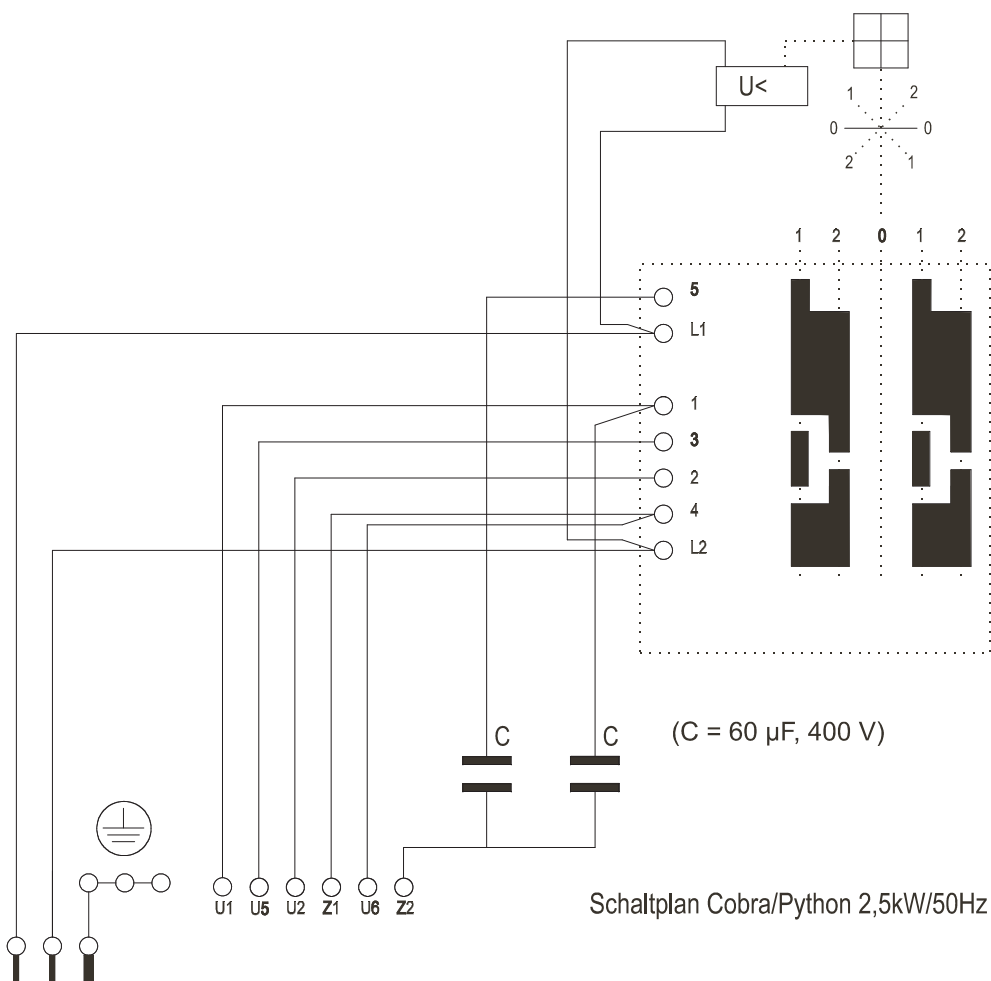 U<
1 2
0 0
2 1
1 2 0 1 2
5
L1
1
3
2
4
L2
(C = 60 µF, 400 V)
C C
U1 U5 U2 Z1 U6 Z2
Schaltplan Cobra/Python 2,5kW/50Hz